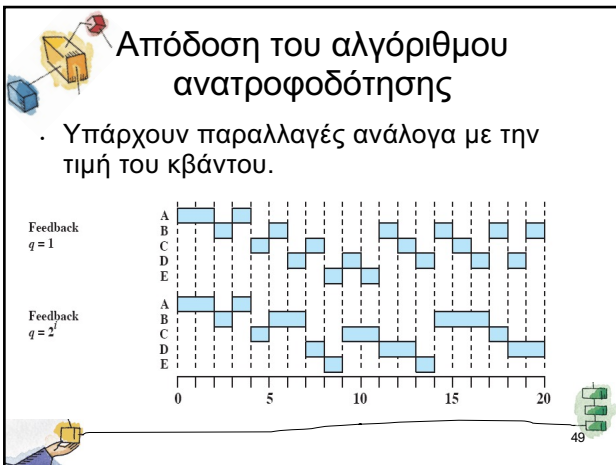 Απόδοση του αλγόριθμου
ανατροφοδότησης
· Υπάρχουν παραλλαγές ανάλογα με την
τιμή του κβάντου.
Feedback
q = 1
A
B
C
D
E
Feedback
q = 2^i
A
B
C
D
E
0 5 10 15 20
49